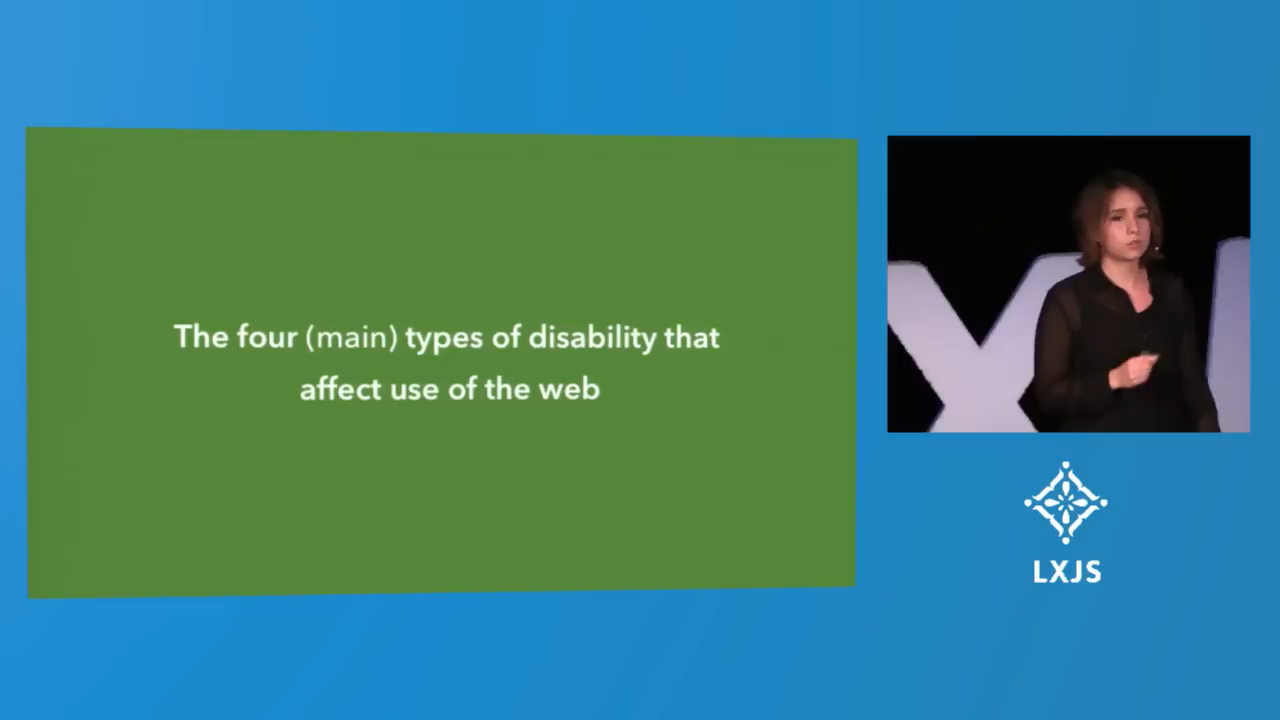 The four (main) types of disability that
affect use of the web
LXJS